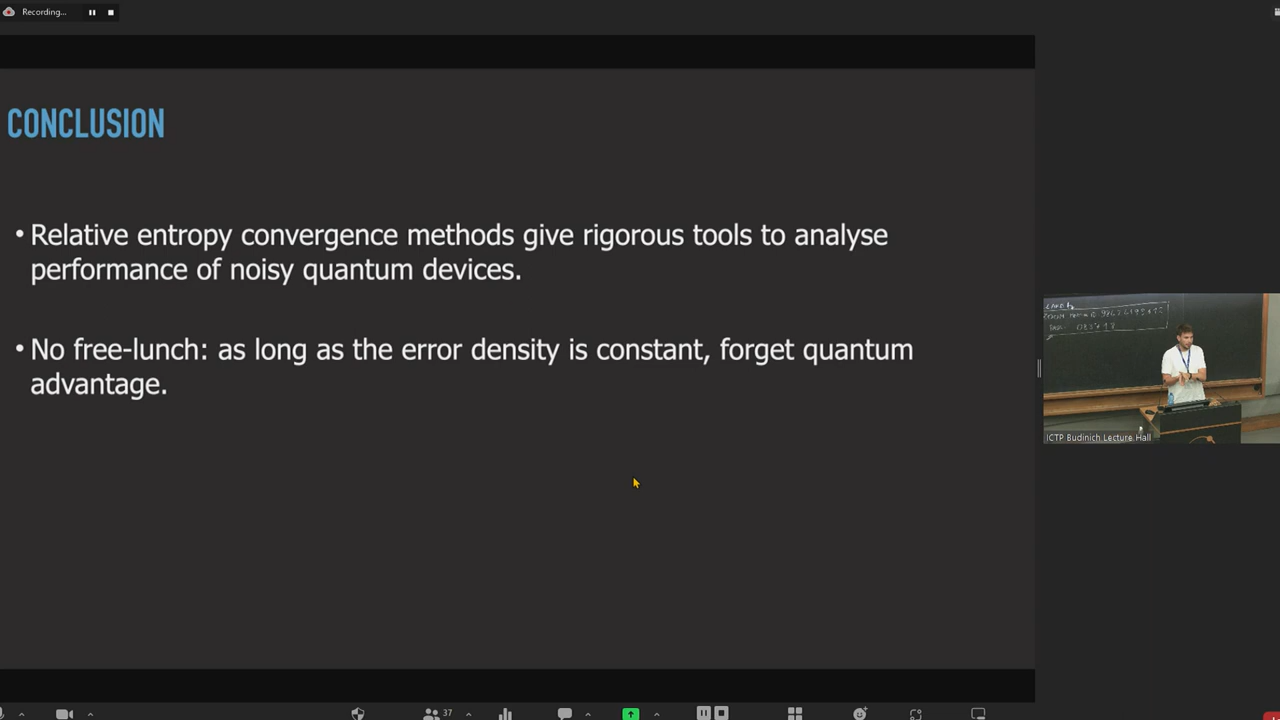 Recording...
CONCLUSION
• Relative entropy convergence methods give rigorous tools to analyse
performance of noisy quantum devices.
• No free-lunch: as long as the error density is constant, forget quantum
advantage.
ICTP Budinich Lecture Hall
37